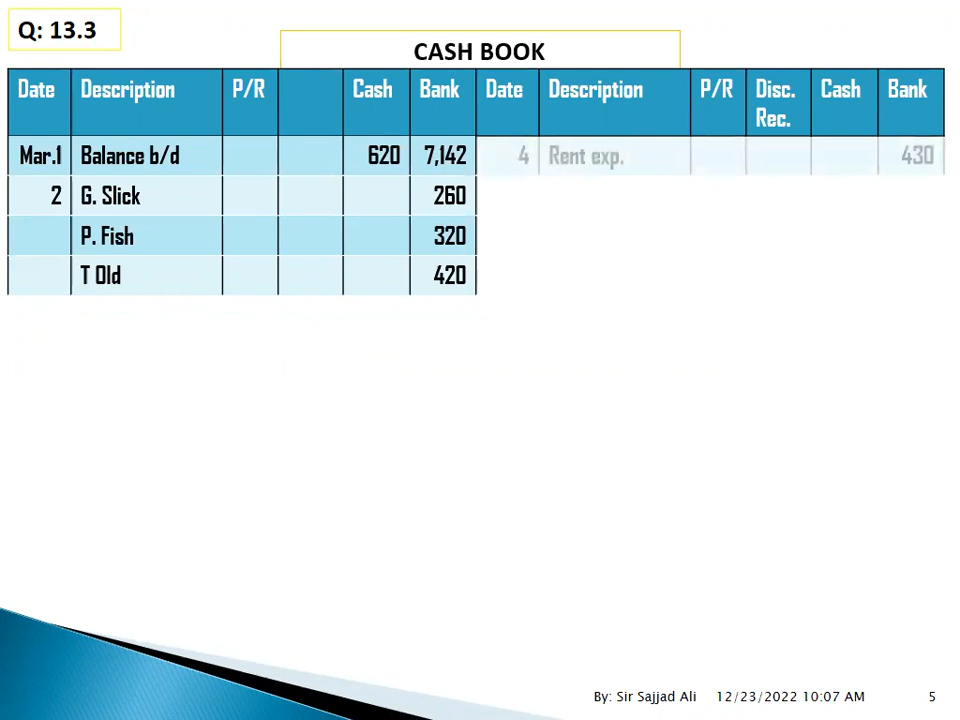 Q: 13.3
CASH BOOK
Date Description P/R Cash Bank Date Description P/R Disc. Rec. Cash Bank
Mar.1 Balance b/d 620 7,142 4 Rent exp. 430
2 G. Slick 260
P. Fish 320
T Old 420
By: Sir Sajjad Ali 12/23/2022 10:07 AM 5